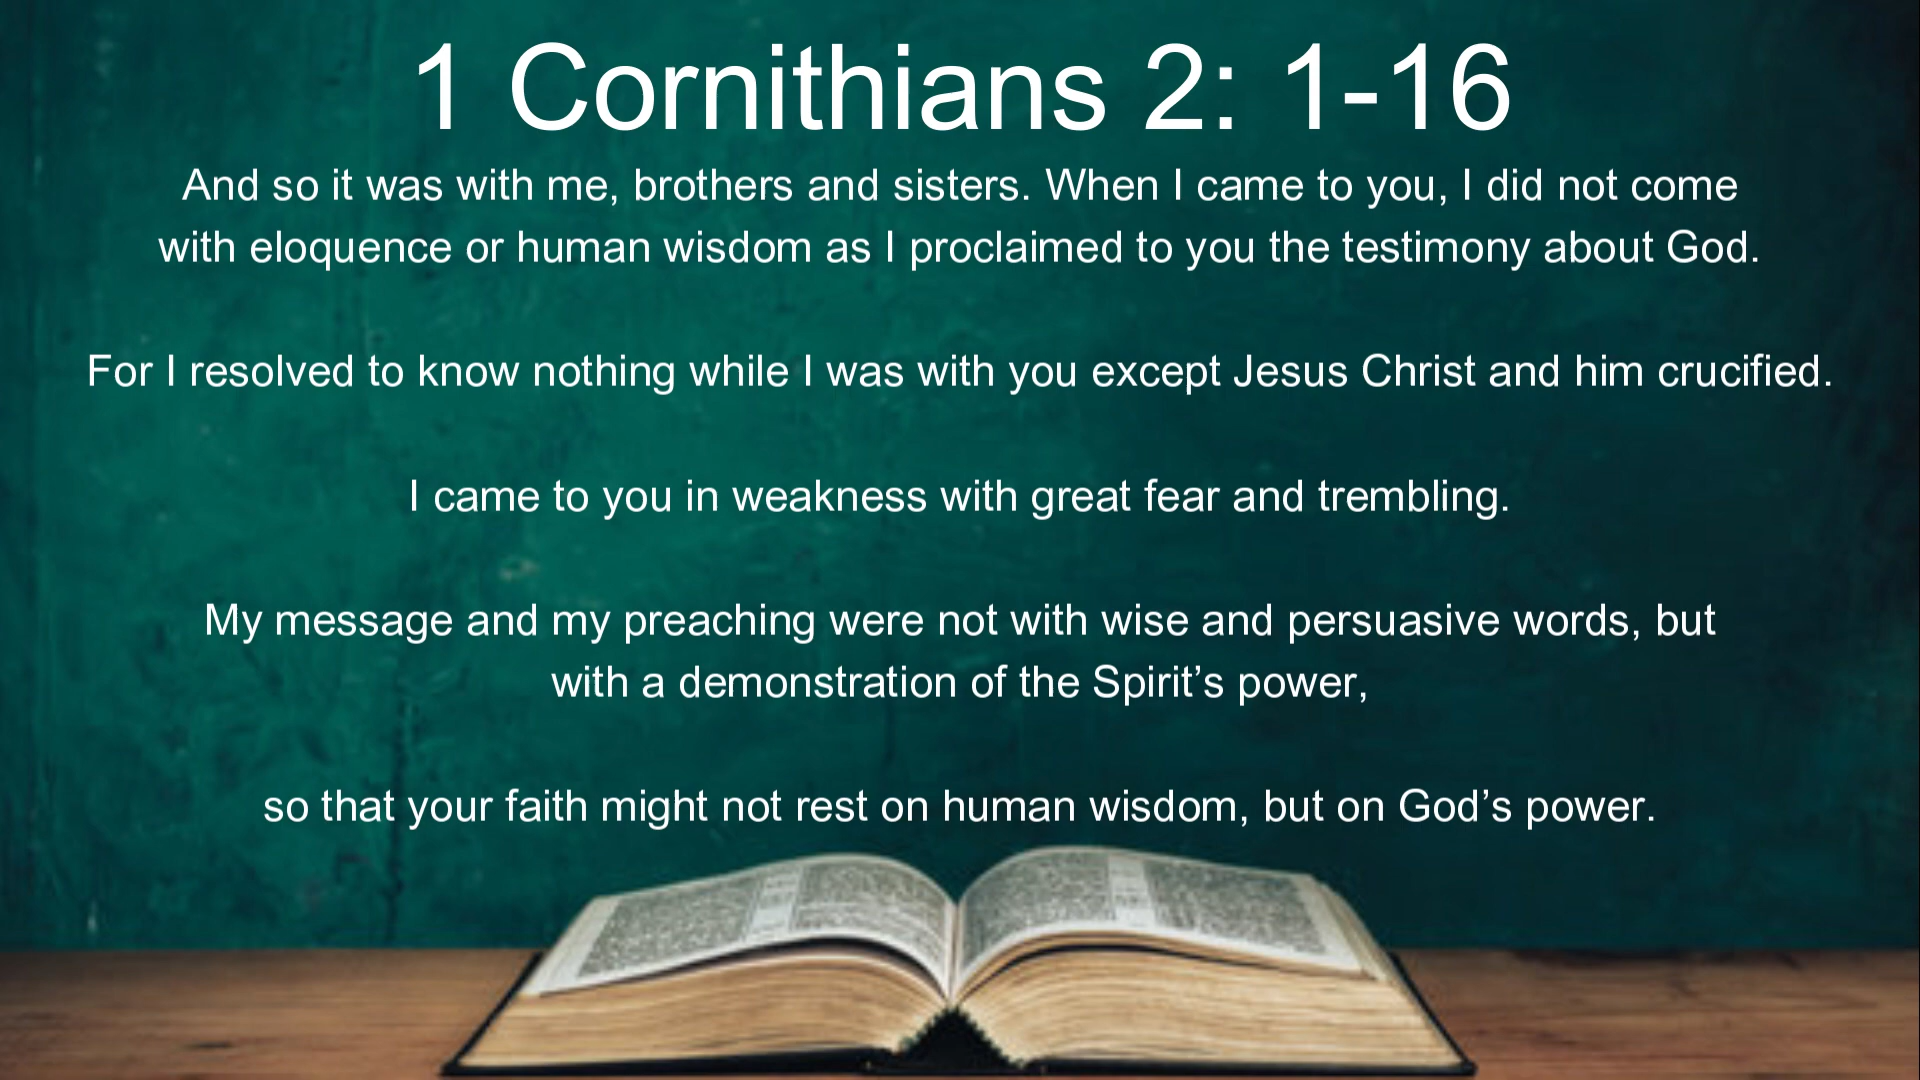 1 Cornithians 2: 1-16
And so it was with me, brothers and sisters. When I came to you, I did not come
with eloquence or human wisdom as I proclaimed to you the testimony about God.
For I resolved to know nothing while I was with you except Jesus Christ and him crucified.
I came to you in weakness with great fear and trembling.
My message and my preaching were not with wise and persuasive words, but
with a demonstration of the Spirit’s power,
so that your faith might not rest on human wisdom, but on God’s power.